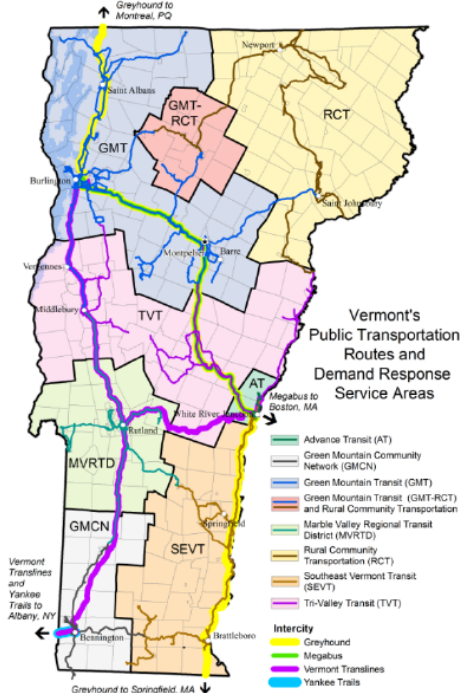 Greyhound to
Montreal, PQ
Newport
Saint Albans
GMT-
RCT
RCT
GMT
Burlington
Saint Johnsbury
Montpelier
Barre
Vergennes
Middlebury
TVT
Vermont's
Public Transportation
Routes and
Demand Response
Service Areas
AT
Megabus to
Boston, MA
White River Junction
Rutland
MVRTD
Advance Transit (AT)
Green Mountain Community
Network (GMCN)
Green Mountain Transit (GMT)
Green Mountain Transit (GMT-RCT)
and Rural Community Transportation
Marble Valley Regional Transit
District (MVRTD)
Rural Community
Transportation (RCT)
Southeast Vermont Transit
(SEVT)
Tri-Valley Transit (TVT)
GMCN
Springfield
SEVT
Vermont
Translines
and
Yankee
Trails to
Albany, NY
Bennington
Brattleboro
Intercity
Greyhound
Megabus
Vermont Translines
Yankee Trails
Greyhound to Springfield, MA